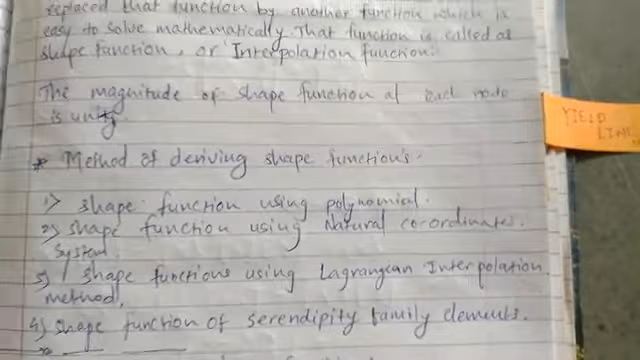 replaced that function by another function which is
easy to solve mathematically. That function is called as
shape function, or Interpolation function.
The magnitude of shape function at each node
is unity.
* Method of deriving shape function's.
1> shape function using polynomial.
2) shape function using Natural co-ordinates.
System
3) shape functions using Lagrangean Interpolation
method.
4) shape function of serendipity family elements.
YIELD
LINE